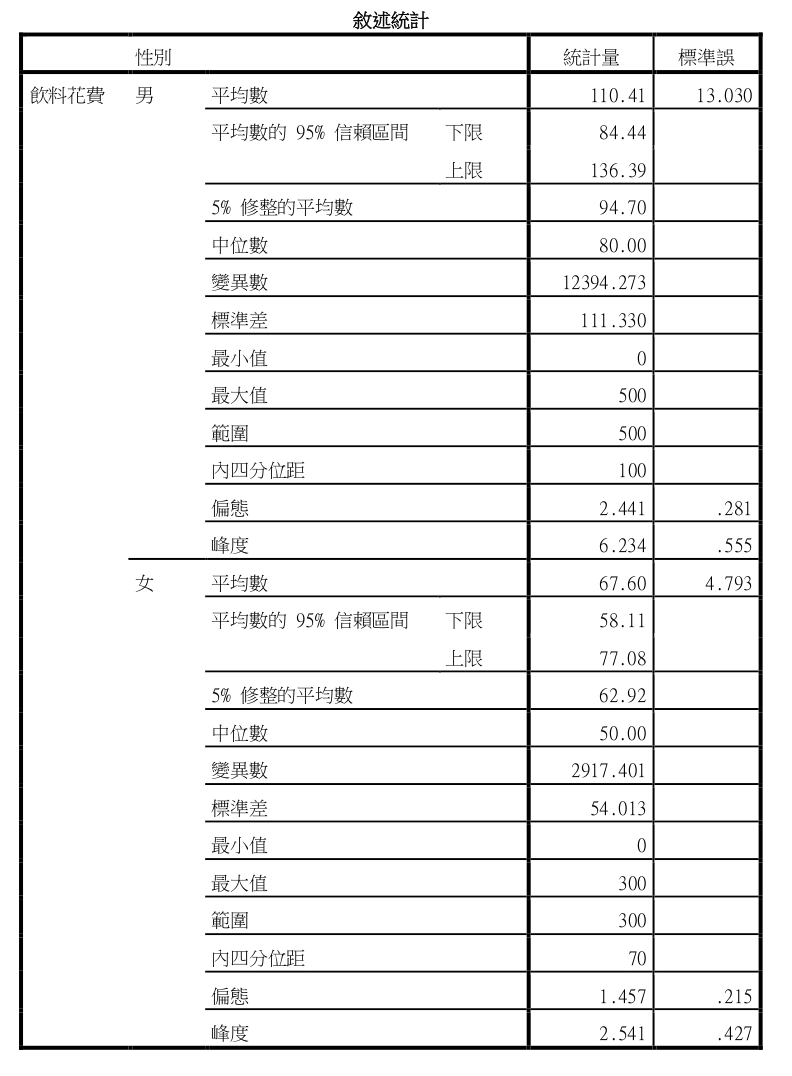 敘述統計
性別 統計量 標準誤
飲料花費 男 平均數 110.41 13.030
平均數的 95% 信賴區間 下限 84.44
上限 136.39
5% 修整的平均數 94.70
中位數 80.00
變異數 12394.273
標準差 111.330
最小值 0
最大值 500
範圍 500
內四分位距 100
偏態 2.441 .281
峰度 6.234 .555
女 平均數 67.60 4.793
平均數的 95% 信賴區間 下限 58.11
上限 77.08
5% 修整的平均數 62.92
中位數 50.00
變異數 2917.401
標準差 54.013
最小值 0
最大值 300
範圍 300
內四分位距 70
偏態 1.457 .215
峰度 2.541 .427